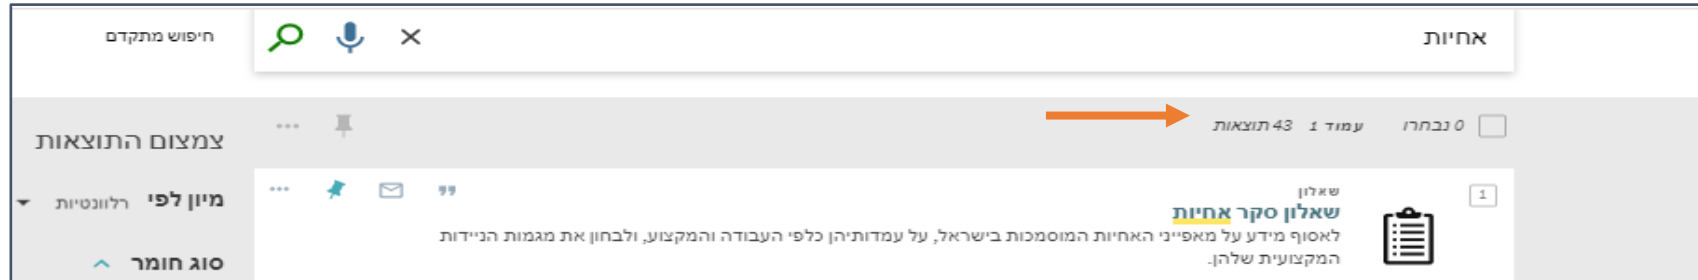 אחיות
חיפוש מתקדם
0 נבחרו עמוד 1 43 תוצאות
צמצום התוצאות
מיון לפי רלוונטיות
סוג חומר
1
שאלון
שאלון סקר אחיות
לאסוף מידע על מאפייני האחיות המוסמכות בישראל, על עמדותיהן כלפי העבודה והמקצוע, ולבחון את מגמות הניידות
המקצועית שלהן.